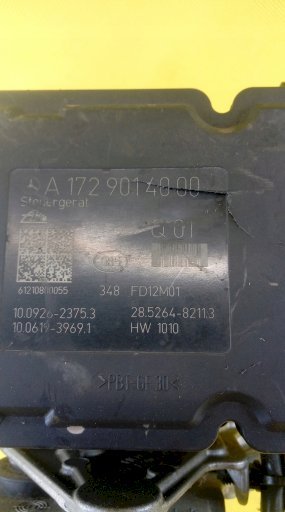 A 172 901 40 00
Steuergerät
Q 01
61210800055
348 FD12M01
10.0926-2375.3
28.5264-8211.3
10.0619-3969.1
HW 1010
>PBT-GF30<